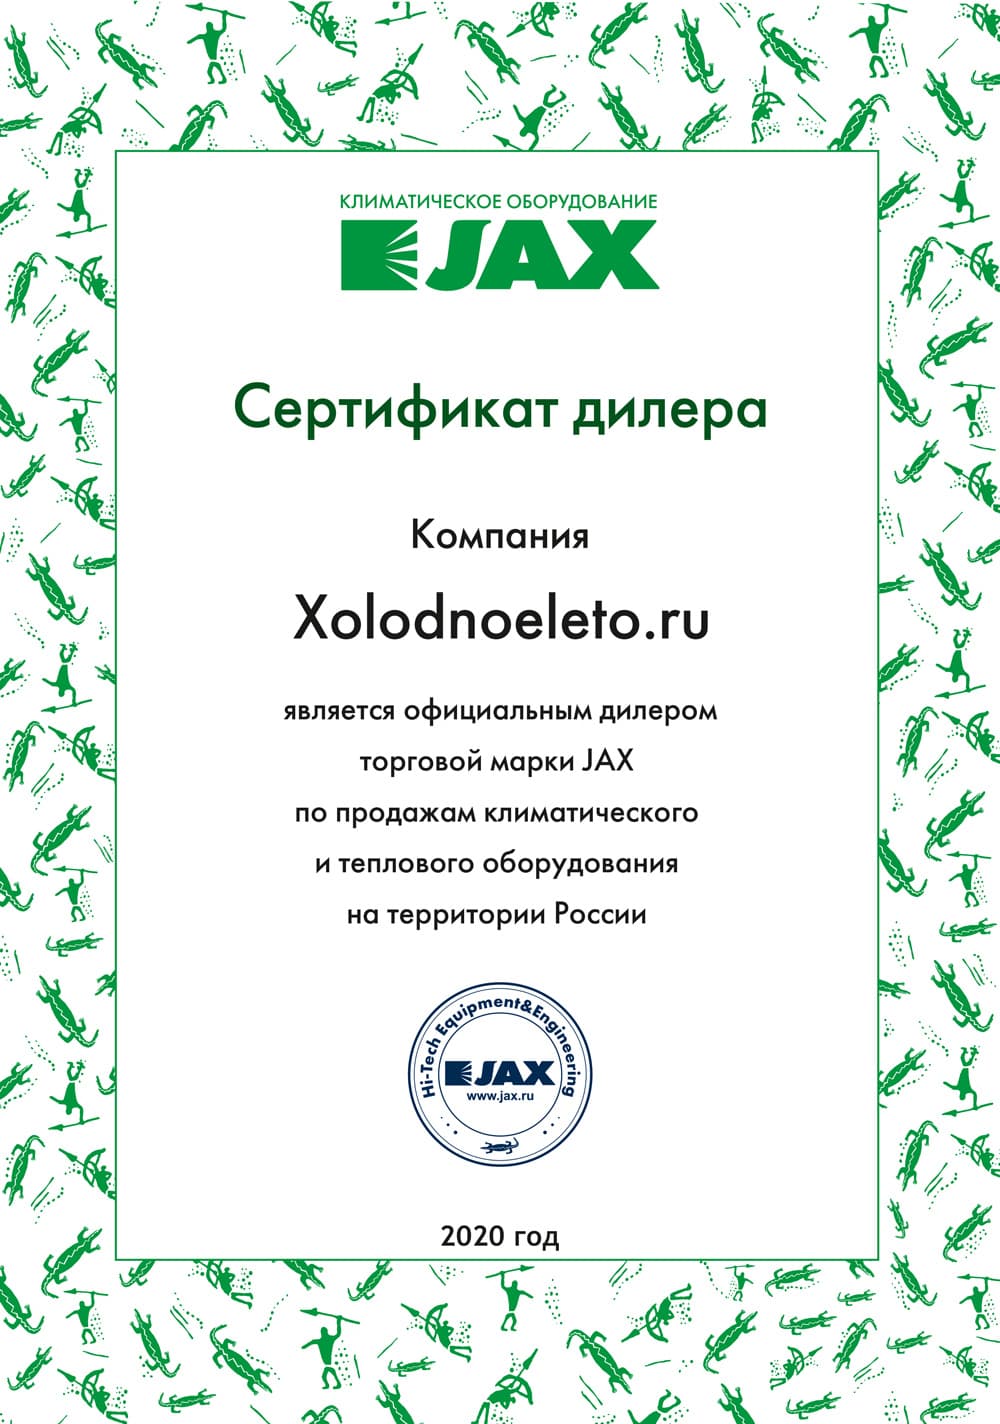 КЛИМАТИЧЕСКОЕ ОБОРУДОВАНИЕ
JAX
Сертификат дилера
Компания
Xolodnoeleto.ru
является официальным дилером
торговой марки JAX
по продажам климатического
и теплового оборудования
на территории России
Hi-Tech Equipment&Engineering
JAX
www.jax.ru
2020 год